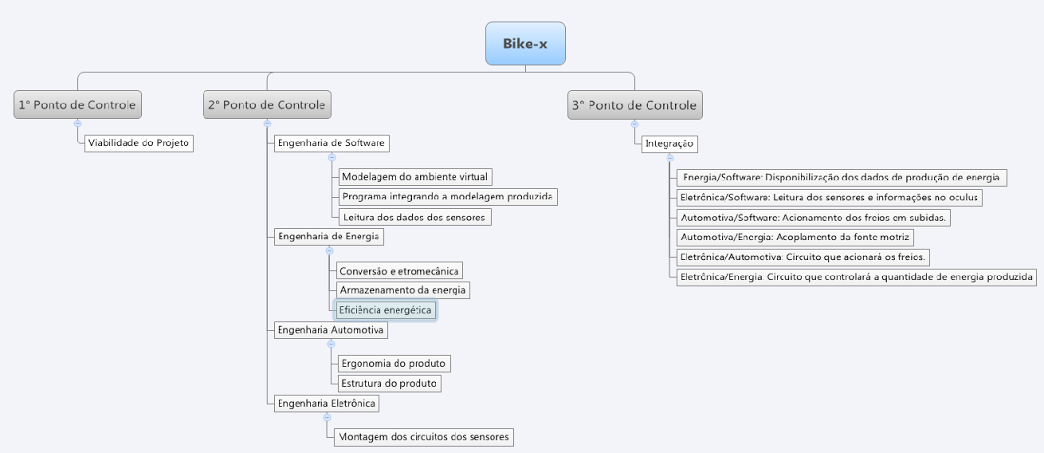 Bike-x
1° Ponto de Controle
Viabilidade do Projeto
2° Ponto de Controle
Engenharia de Software
Modelagem do ambiente virtual
Programa integrando a modelagem produzida
Leitura dos dados dos sensores
Engenharia de Energia
Conversão e etromecânica
Armazenamento da energia
Eficiência energética
Engenharia Automotiva
Ergonomia do produto
Estrutura do produto
Engenharia Eletrônica
Montagem dos circuitos dos sensores
3° Ponto de Controle
Integração
Energia/Software: Disponibilização dos dados de produção de energia
Eletrônica/Software: Leitura dos sensores e informações no oculus
Automotiva/Software: Acionamento dos freios em subidas.
Automotiva/Energia: Acoplamento da fonte motriz
Eletrônica/Automotiva: Circuito que acionará os freios.
Eletrônica/Energia: Circuito que controlará a quantidade de energia produzida